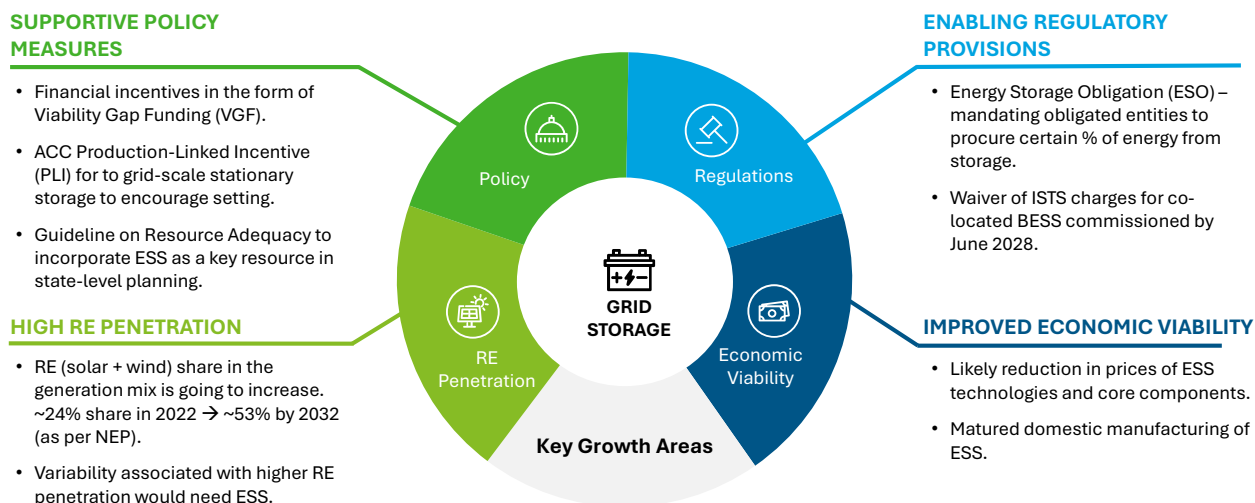 SUPPORTIVE POLICY
MEASURES
• Financial incentives in the form of
Viability Gap Funding (VGF).
• ACC Production-Linked Incentive
(PLI) for to grid-scale stationary
storage to encourage setting.
• Guideline on Resource Adequacy to
incorporate ESS as a key resource in
state-level planning.
HIGH RE PENETRATION
• RE (solar + wind) share in the
generation mix is going to increase.
~24% share in 2022 → ~53% by 2032
(as per NEP).
• Variability associated with higher RE
penetration would need ESS.
Policy
Regulations
RE
Penetration
Economic
Viability
GRID
STORAGE
Key Growth Areas
ENABLING REGULATORY
PROVISIONS
• Energy Storage Obligation (ESO) –
mandating obligated entities to
procure certain % of energy from
storage.
• Waiver of ISTS charges for co-
located BESS commissioned by
June 2028.
IMPROVED ECONOMIC VIABILITY
• Likely reduction in prices of ESS
technologies and core components.
• Matured domestic manufacturing of
ESS.